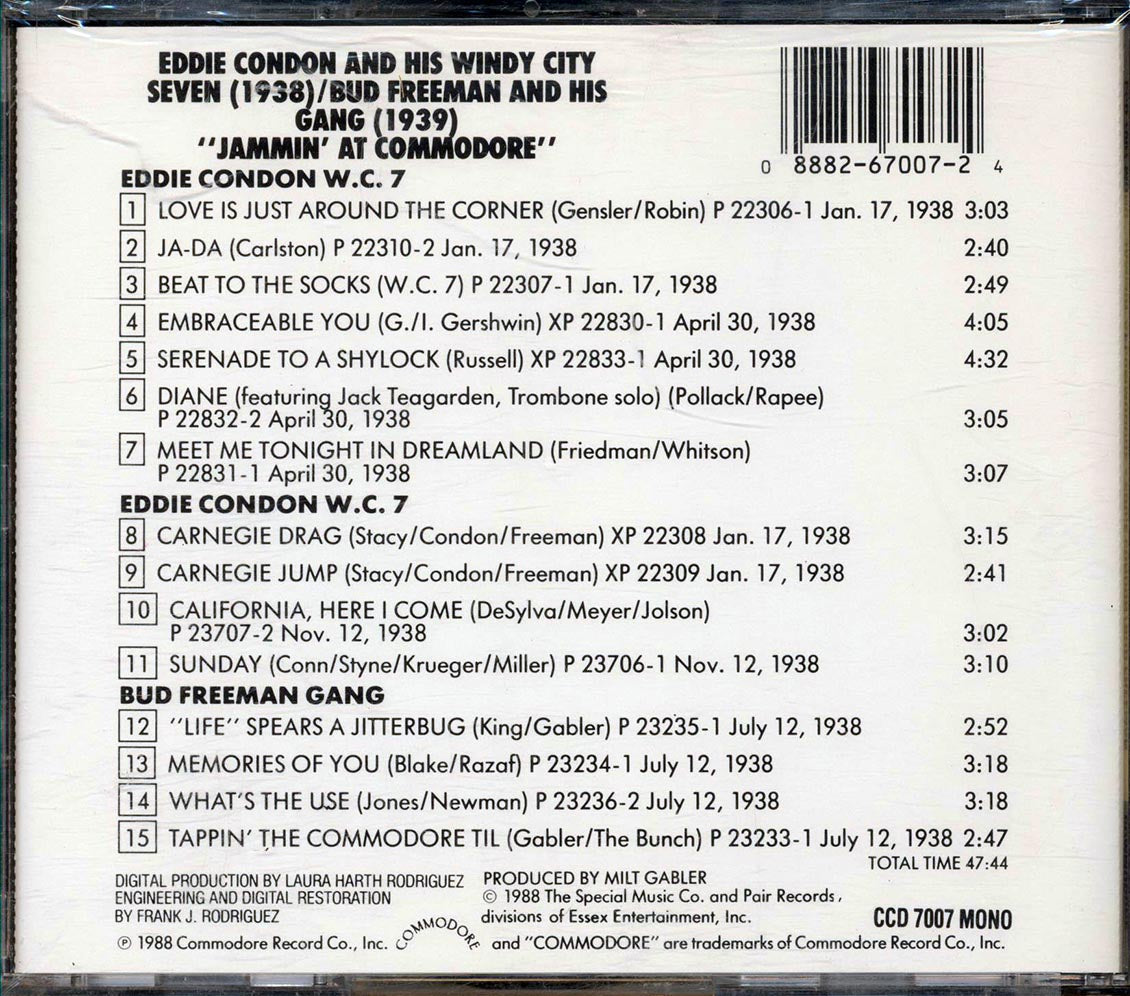 EDDIE CONDON AND HIS WINDY CITY
SEVEN (1938)/BUD FREEMAN AND HIS
GANG (1939)
"JAMMIN' AT COMMODORE"
0 8882-67007-2 4
EDDIE CONDON W.C. 7
1 LOVE IS JUST AROUND THE CORNER (Gensler/Robin) P 22306-1 Jan. 17, 1938 3:03
2 JA-DA (Carlston) P 22310-2 Jan. 17, 1938 2:40
3 BEAT TO THE SOCKS (W.C. 7) P 22307-1 Jan. 17, 1938 2:49
4 EMBRACEABLE YOU (G./I. Gershwin) XP 22830-1 April 30, 1938 4:05
5 SERENADE TO A SHYLOCK (Russell) XP 22833-1 April 30, 1938 4:32
6 DIANE (featuring Jack Teagarden, Trombone solo) (Pollack/Rapee)
P 22832-2 April 30, 1938 3:05
7 MEET ME TONIGHT IN DREAMLAND (Friedman/Whitson)
P 22831-1 April 30, 1938 3:07
EDDIE CONDON W.C. 7
8 CARNEGIE DRAG (Stacy/Condon/Freeman) XP 22308 Jan. 17, 1938 3:15
9 CARNEGIE JUMP (Stacy/Condon/Freeman) XP 22309 Jan. 17, 1938 2:41
10 CALIFORNIA, HERE I COME (DeSylva/Meyer/Jolson)
P 23707-2 Nov. 12, 1938 3:02
11 SUNDAY (Conn/Styne/Krueger/Miller) P 23706-1 Nov. 12, 1938 3:10
BUD FREEMAN GANG
12 "LIFE" SPEARS A JITTERBUG (King/Gabler) P 23235-1 July 12, 1938 2:52
13 MEMORIES OF YOU (Blake/Razaf) P 23234-1 July 12, 1938 3:18
14 WHAT'S THE USE (Jones/Newman) P 23236-2 July 12, 1938 3:18
15 TAPPIN' THE COMMODORE TIL (Gabler/The Bunch) P 23233-1 July 12, 1938 2:47
TOTAL TIME 47:44
DIGITAL PRODUCTION BY LAURA HARTH RODRIGUEZ
ENGINEERING AND DIGITAL RESTORATION
BY FRANK J. RODRIGUEZ
℗ 1988 Commodore Record Co., Inc.
PRODUCED BY MILT GABLER
© 1988 The Special Music Co. and Pair Records,
divisions of Essex Entertainment, Inc.
CCD 7007 MONO
COMMODORE and "COMMODORE" are trademarks of Commodore Record Co., Inc.